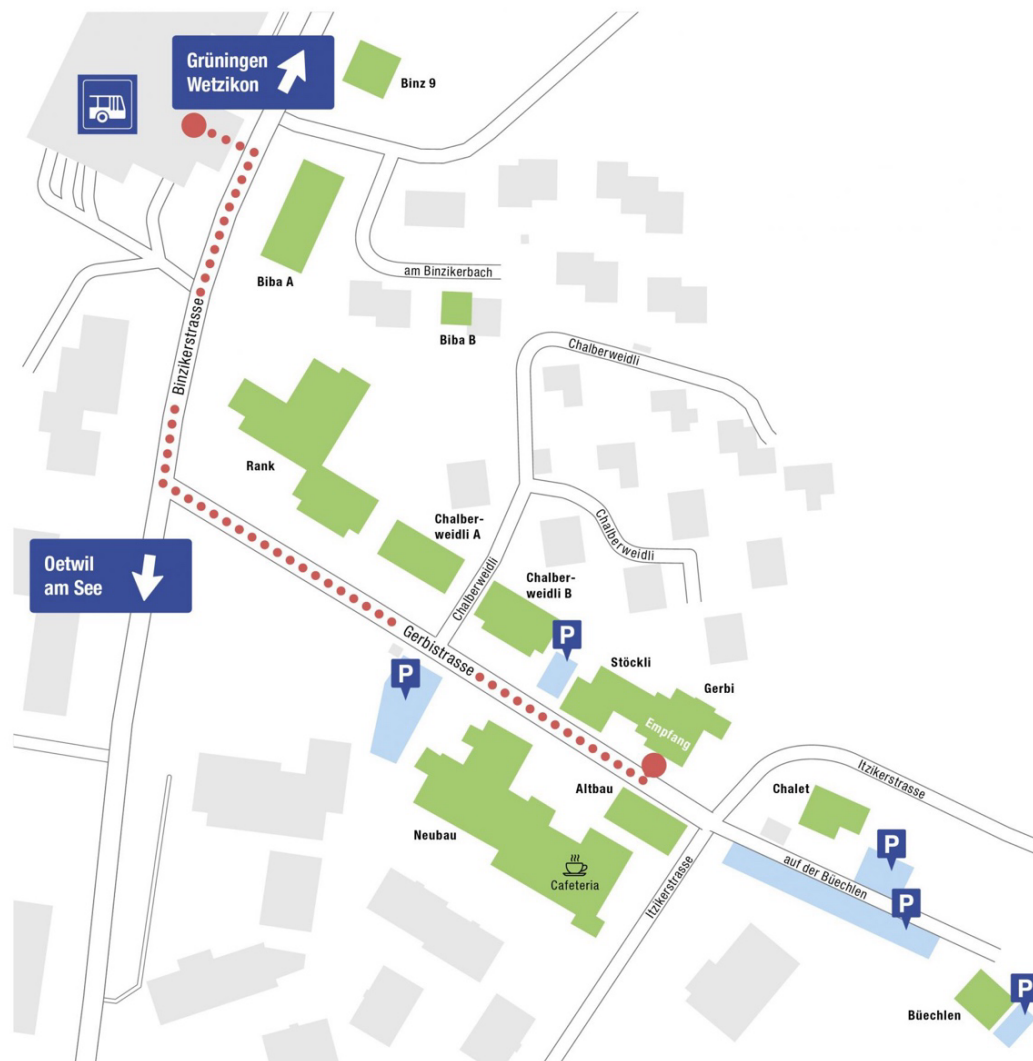 Grüningen
Wetzikon
Binz 9
Biba A
am Binzikerbach
Biba B
Binzikerstrasse
Chalberweidli
Rank
Chalber-
weidli A
Chalberweidli
Chalberweidli
Oetwil
am See
Chalber-
weidli B
P
Gerbistrasse
P
Stöckli
Gerbi
Empfang
Itzikerstrasse
Altbau
Chalet
Neubau
P
auf der Büechlen
Cafeteria
P
Itzikerstrasse
P
Büechlen